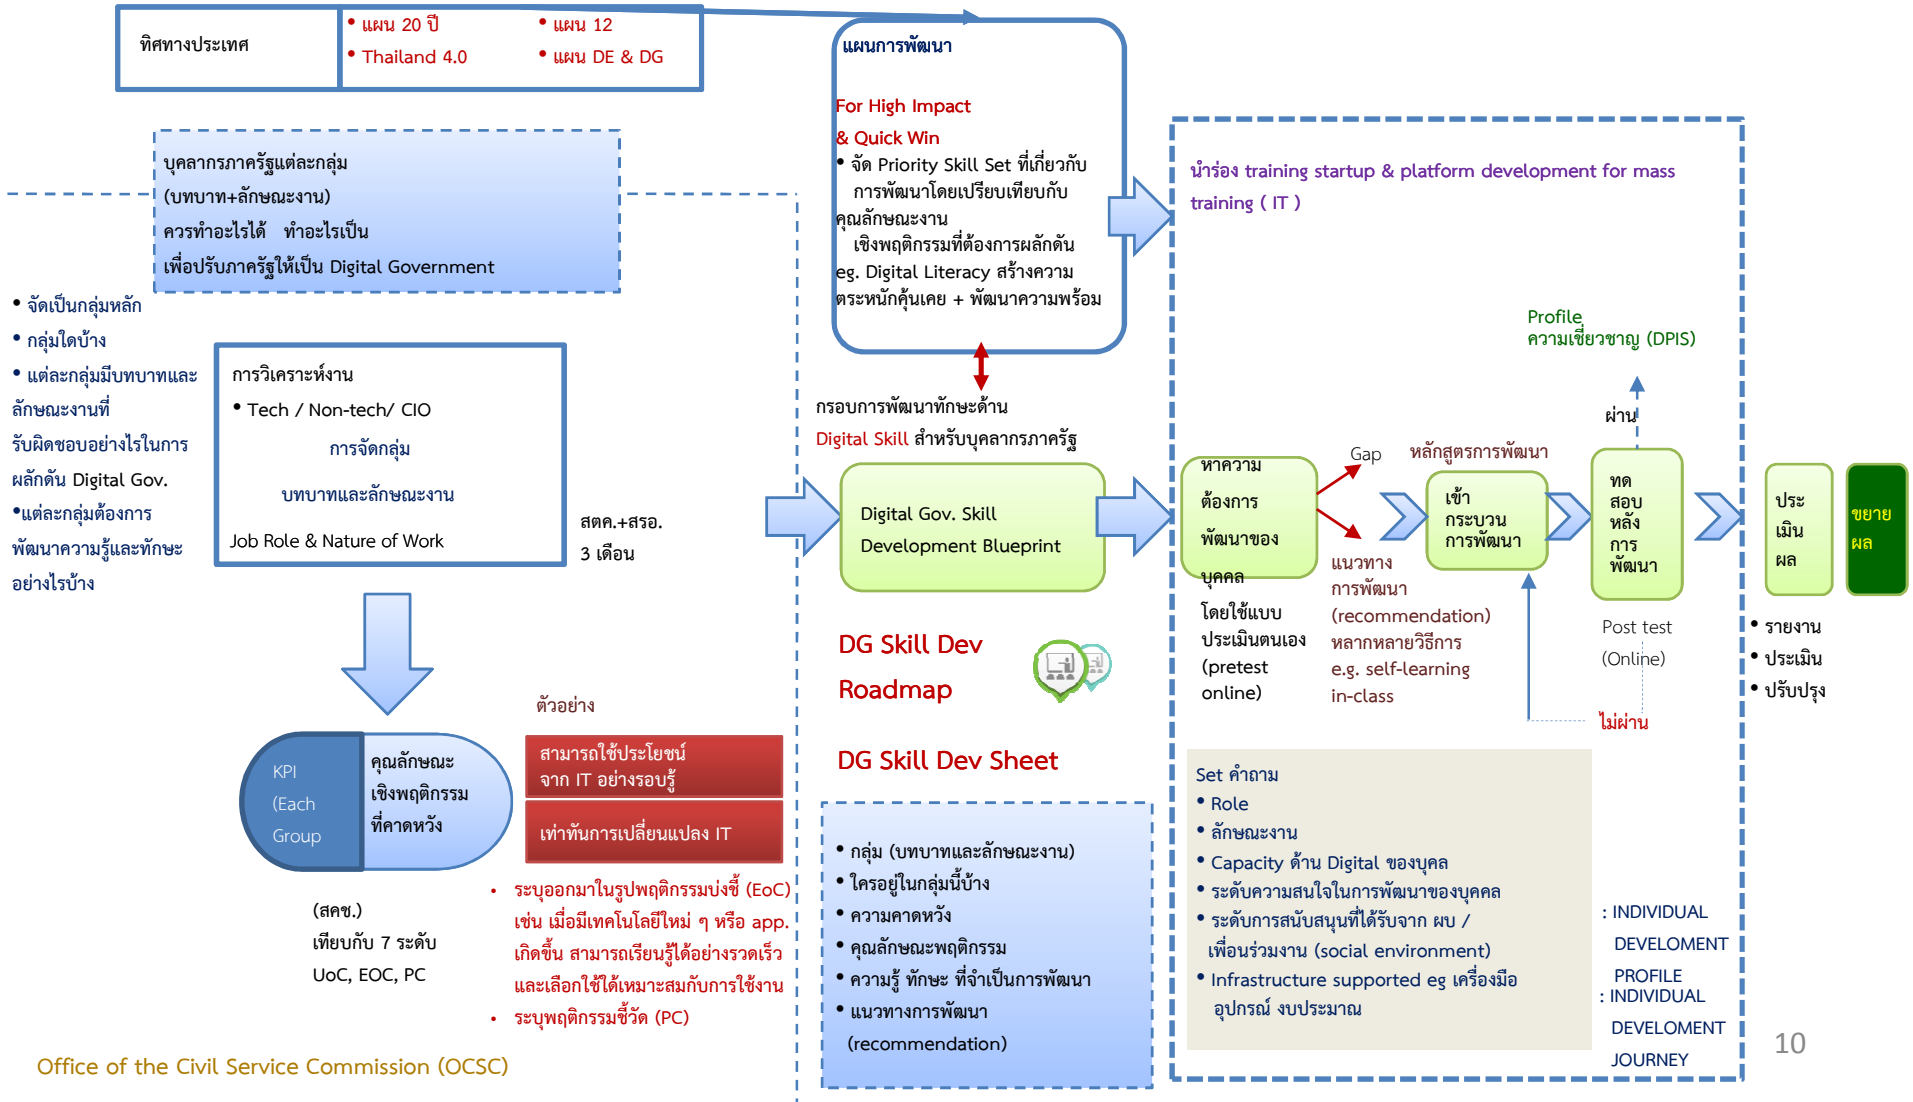 ทิศทางประเทศ
• แผน 20 ปี
• แผน 12
• Thailand 4.0
• แผน DE & DG
บุคลากรภาครัฐแต่ละกลุ่ม
(บทบาท+ลักษณะงาน)
ควรทำอะไรได้ ทำอะไรเป็น
เพื่อปรับภาครัฐให้เป็น Digital Government
• จัดเป็นกลุ่มหลัก
• กลุ่มใดบ้าง
• แต่ละกลุ่มมีบทบาทและ
ลักษณะงานที่
รับผิดชอบอย่างไรในการ
ผลักดัน Digital Gov.
•แต่ละกลุ่มต้องการ
พัฒนาความรู้และทักษะ
อย่างไรบ้าง
การวิเคราะห์งาน
• Tech / Non-tech/ CIO
การจัดกลุ่ม
บทบาทและลักษณะงาน
Job Role & Nature of Work
สตค.+สรอ.
3 เดือน
KPI
(Each
Group
คุณลักษณะ
เชิงพฤติกรรม
ที่คาดหวัง
(สคช.)
เทียบกับ 7 ระดับ
UoC, EOC, PC
ตัวอย่าง
สามารถใช้ประโยชน์
จาก IT อย่างรอบรู้
เท่าทันการเปลี่ยนแปลง IT
• ระบุออกมาในรูปพฤติกรรมบ่งชี้ (EoC)
เช่น เมื่อมีเทคโนโลยีใหม่ ๆ หรือ app.
เกิดขึ้น สามารถเรียนรู้ได้อย่างรวดเร็ว
และเลือกใช้ได้เหมาะสมกับการใช้งาน
• ระบุพฤติกรรมชี้วัด (PC)
Office of the Civil Service Commission (OCSC)
แผนการพัฒนา
For High Impact
& Quick Win
• จัด Priority Skill Set ที่เกี่ยวกับ
การพัฒนาโดยเปรียบเทียบกับ
คุณลักษณะงาน
เชิงพฤติกรรมที่ต้องการผลักดัน
eg. Digital Literacy สร้างความ
ตระหนักคุ้นเคย + พัฒนาความพร้อม
กรอบการพัฒนาทักษะด้าน
Digital Skill สำหรับบุคลากรภาครัฐ
Digital Gov. Skill
Development Blueprint
DG Skill Dev
Roadmap
DG Skill Dev Sheet
• กลุ่ม (บทบาทและลักษณะงาน)
• ใครอยู่ในกลุ่มนี้บ้าง
• ความคาดหวัง
• คุณลักษณะพฤติกรรม
• ความรู้ ทักษะ ที่จำเป็นการพัฒนา
• แนวทางการพัฒนา
(recommendation)
นำร่อง training startup & platform development for mass
training ( IT )
Profile
ความเชี่ยวชาญ (DPIS)
ผ่าน
หาความ
ต้องการ
พัฒนาของ
บุคคล
โดยใช้แบบ
ประเมินตนเอง
(pretest
online)
Gap
แนวทาง
การพัฒนา
(recommendation)
หลากหลายวิธีการ
e.g. self-learning
in-class
หลักสูตรการพัฒนา
เข้า
กระบวน
การพัฒนา
ทด
สอบ
หลัง
การ
พัฒนา
Post test
(Online)
ไม่ผ่าน
ประ
เมิน
ผล
ขยาย
ผล
• รายงาน
• ประเมิน
• ปรับปรุง
Set คำถาม
• Role
• ลักษณะงาน
• Capacity ด้าน Digital ของบุคล
• ระดับความสนใจในการพัฒนาของบุคคล
• ระดับการสนับสนุนที่ได้รับจาก ผบ /
เพื่อนร่วมงาน (social environment)
• Infrastructure supported eg เครื่องมือ
อุปกรณ์ งบประมาณ
: INDIVIDUAL
DEVELOMENT
PROFILE
: INDIVIDUAL
DEVELOMENT
JOURNEY
10